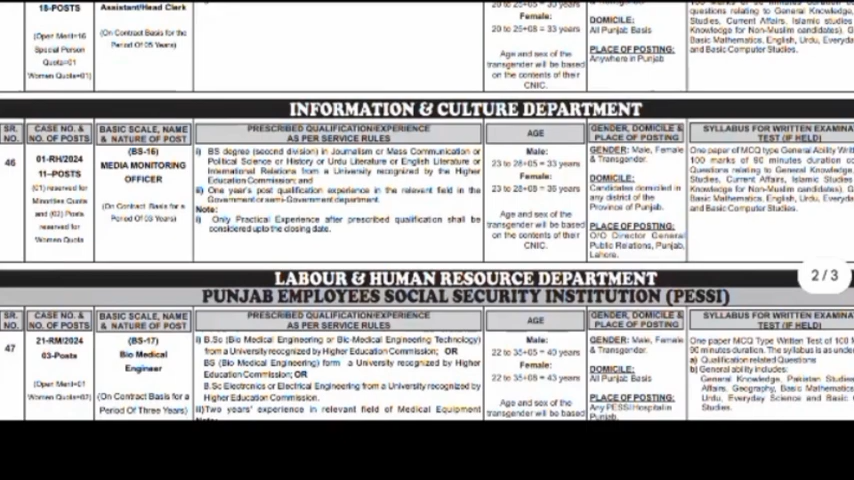 18-POSTS
(Open Merit=16
Special Person
Quota=01
Women Quota=01)
Assistant/Head Clerk
(On Contract Basis for the
Period Of 05 Years)
20 to 25+05 = 33 years
Female:
20 to 25+08 = 33 years
Age and sex of the
transgender will be based
on the contents of their
CNIC.
DOMICILE:
All Punjab Basis
PLACE OF POSTING:
Anywhere in Punjab
questions relating to General Knowledge,
Studies, Current Affairs, Islamic studies
Knowledge for Non-Muslim candidates), G
Basic Mathematics, English, Urdu, Everyda
and Basic Computer Studies.
INFORMATION & CULTURE DEPARTMENT
SR.
NO.
CASE NO. &
NO. OF POSTS
BASIC SCALE, NAME
& NATURE OF POST
PRESCRIBED QUALIFICATION/EXPERIENCE
AS PER SERVICE RULES
AGE
GENDER, DOMICILE &
PLACE OF POSTING
SYLLABUS FOR WRITTEN EXAMINA
TEST (IF HELD)
46
01-RH/2024
11-POSTS
(01) reserved for
Minorities Quota
and (02) Posts
reserved for
Women Quota
(BS-16)
MEDIA MONITORING
OFFICER
(On Contract Basis for a
Period Of 03 Years)
i) BS degree (second division) in Journalism or Mass Communication or
Political Science or History or Urdu Literature or English Literature or
International Relations from a University recognized by the Higher
Education Commission; and
ii) One year's post qualification experience in the relevant field in the
Government or semi-Government department.
Note:
i) Only Practical Experience after prescribed qualification shall be
considered upto the closing date.
Male:
23 to 28+05 = 33 years
Female:
23 to 28+08 = 36 years
Age and sex of the
transgender will be based
on the contents of their
CNIC.
GENDER: Male, Female
& Transgender.
DOMICILE:
Candidates domiciled in
any district of the
Province of Punjab.
PLACE OF POSTING:
O/O Director General
Public Relations, Punjab,
Lahore.
One paper of MCQ type General Ability Writt
100 marks of 90 minutes duration co
Questions relating to General Knowledge,
Studies, Current Affairs, Islamic Studies
Knowledge for Non-Muslim candidates), G
Basic Mathematics, English, Urdu, Everyda
and Basic Computer Studies.
2/3
LABOUR & HUMAN RESOURCE DEPARTMENT
PUNJAB EMPLOYEES SOCIAL SECURITY INSTITUTION (PESSI)
SR.
NO.
CASE NO. &
NO. OF POSTS
BASIC SCALE, NAME
& NATURE OF POST
PRESCRIBED QUALIFICATION/EXPERIENCE
AS PER SERVICE RULES
AGE
GENDER, DOMICILE &
PLACE OF POSTING
SYLLABUS FOR WRITTEN EXAMINA
TEST (IF HELD)
47
21-RM/2024
03-Posts
(Open Merit=01
Women Quota=02)
(BS-17)
Bio Medical
Engineer
(On Contract Basis for a
Period Of Three Years)
i) B.Sc (Bio Medical Engineering or Bio-Medical Engineering Technology)
from a University recognized by Higher Education Commission; OR
BS (Bio Medical Engineering) form a University recognized by Higher
Education Commission; OR
B.Sc Electronics or Electrical Engineering from a University recognized by
Higher Education Commission.
ii)Two years' experience in relevant field of Medical Equipment
Male:
22 to 35+05 = 40 years
Female:
22 to 35+08 = 43 years
Age and sex of the
transgender will be based
GENDER: Male, Female
& Transgender.
DOMICILE:
All Punjab Basis
PLACE OF POSTING:
Any PESSI Hospital in
Punjab.
One paper MCQ Type Written Test of 100 M
90 minutes duration. The syllabus is as under
a) Qualification related Questions
b) General ability includes:
General Knowledge, Pakistan Studies
Affairs, Geography, Basic Mathematics
Urdu, Everyday Science and Basic
Studies.